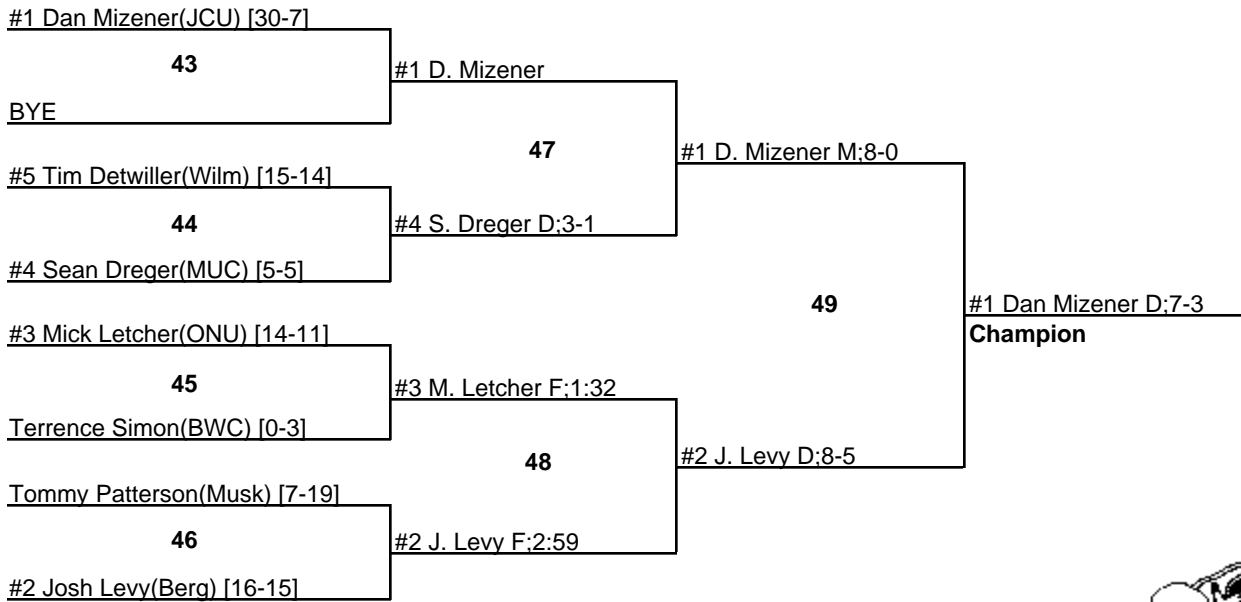 #1 Dan Mizener(JCU) [30-7]
43
#1 D. Mizener
BYE
47
#1 D. Mizener M;8-0
#5 Tim Detwiller(Wilm) [15-14]
44
#4 S. Dreger D;3-1
#4 Sean Dreger(MUC) [5-5]
49
#1 Dan Mizener D;7-3
Champion
#3 Mick Letcher(ONU) [14-11]
45
#3 M. Letcher F;1:32
Terrence Simon(BWC) [0-3]
48
#2 J. Levy D;8-5
Tommy Patterson(Musk) [7-19]
46
#2 J. Levy F;2:59
#2 Josh Levy(Berg) [16-15]